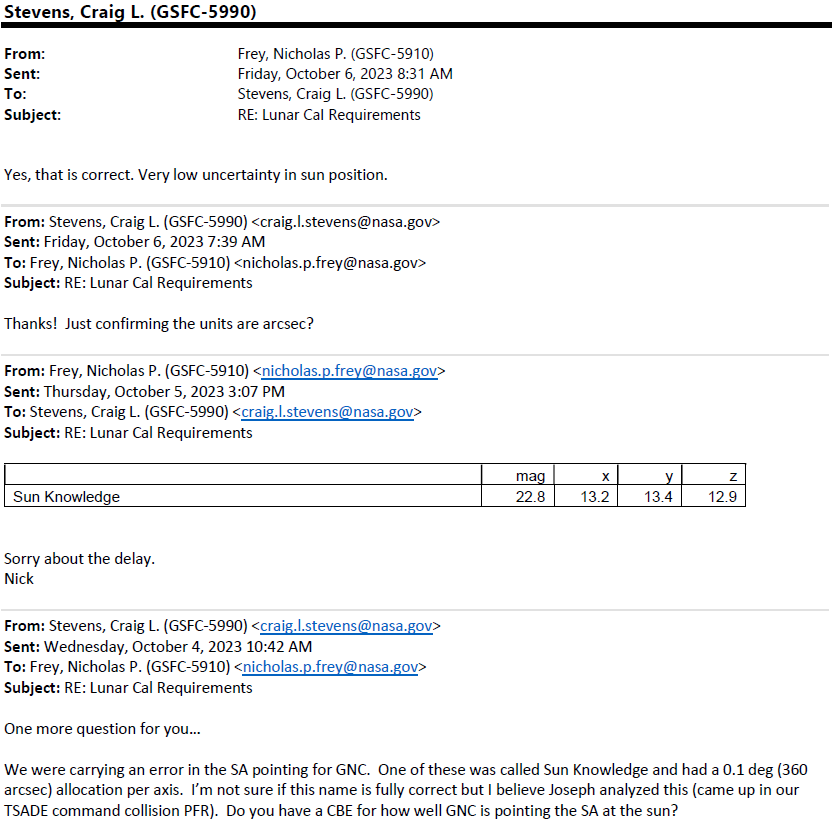 Stevens, Craig L. (GSFC-5990)
From: Frey, Nicholas P. (GSFC-5910)
Sent: Friday, October 6, 2023 8:31 AM
To: Stevens, Craig L. (GSFC-5990)
Subject: RE: Lunar Cal Requirements
Yes, that is correct. Very low uncertainty in sun position.
From: Stevens, Craig L. (GSFC-5990) <craig.l.stevens@nasa.gov>
Sent: Friday, October 6, 2023 7:39 AM
To: Frey, Nicholas P. (GSFC-5910) <nicholas.p.frey@nasa.gov>
Subject: RE: Lunar Cal Requirements
Thanks!  Just confirming the units are arcsec?
From: Frey, Nicholas P. (GSFC-5910) <nicholas.p.frey@nasa.gov>
Sent: Thursday, October 5, 2023 3:07 PM
To: Stevens, Craig L. (GSFC-5990) <craig.l.stevens@nasa.gov>
Subject: RE: Lunar Cal Requirements
mag x y z
Sun Knowledge 22.8 13.2 13.4 12.9
Sorry about the delay.
Nick
From: Stevens, Craig L. (GSFC-5990) <craig.l.stevens@nasa.gov>
Sent: Wednesday, October 4, 2023 10:42 AM
To: Frey, Nicholas P. (GSFC-5910) <nicholas.p.frey@nasa.gov>
Subject: RE: Lunar Cal Requirements
One more question for you…
We were carrying an error in the SA pointing for GNC.  One of these was called Sun Knowledge and had a 0.1 deg (360
arcsec) allocation per axis.  I'm not sure if this name is fully correct but I believe Joseph analyzed this (came up in our
TSADE command collision PFR).  Do you have a CBE for how well GNC is pointing the SA at the sun?